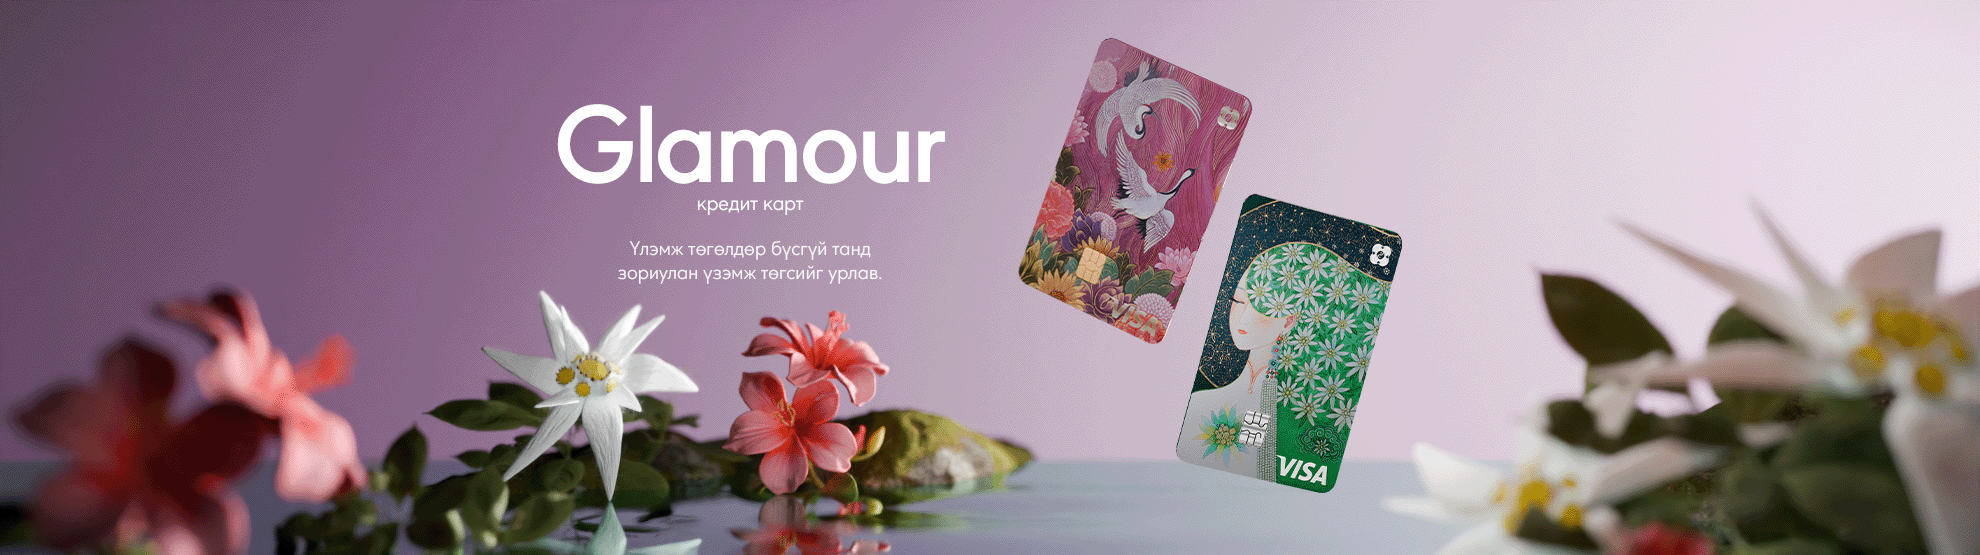 Glamour
кредит карт
Үлэмж төгөлдөр бүсгүй танд
зориулан үзэмж төгсийг урлав.
VISA
VISA